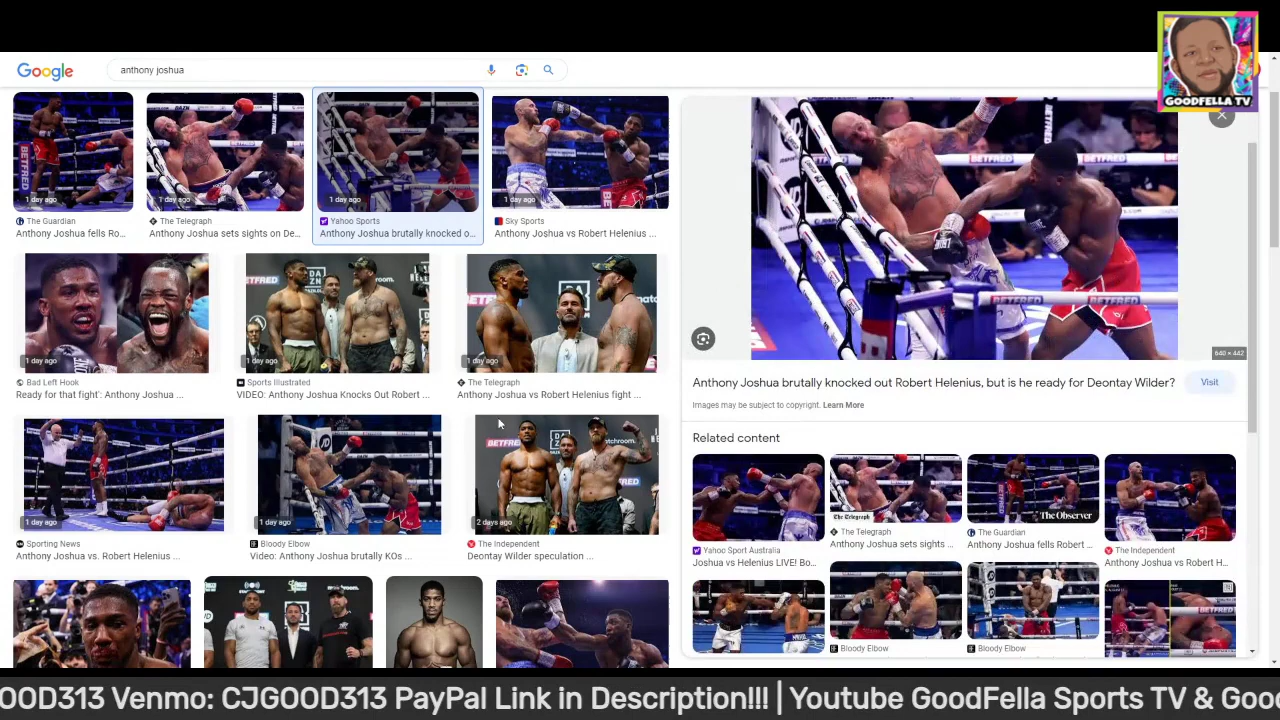 GOODFELLA TV
Google
anthony joshua
1 day ago
1 day ago
1 day ago
1 day ago
The Guardian
Anthony Joshua fells Ro...
The Telegraph
Anthony Joshua sets sights on De...
Yahoo Sports
Anthony Joshua brutally knocked o...
Sky Sports
Anthony Joshua vs Robert Helenius ...
1 day ago
1 day ago
1 day ago
Bad Left Hook
Ready for that fight': Anthony Joshua ...
Sports Illustrated
VIDEO: Anthony Joshua Knocks Out Robert ...
The Telegraph
Anthony Joshua vs Robert Helenius fight ...
1 day ago
1 day ago
2 days ago
Sporting News
Anthony Joshua vs. Robert Helenius ...
Bloody Elbow
Video: Anthony Joshua brutally KOs ...
The Independent
Deontay Wilder speculation ...
BETFRED
BETFRED
640 × 442
Anthony Joshua brutally knocked out Robert Helenius, but is he ready for Deontay Wilder?
Visit
Images may be subject to copyright. Learn More
Related content
The Telegraph
The Observer
Yahoo Sport Australia
Joshua vs Helenius LIVE! Bo...
The Telegraph
Anthony Joshua sets sights ...
The Guardian
Anthony Joshua fells Robert ...
The Independent
Anthony Joshua vs Robert H...
Bloody Elbow
Bloody Elbow
OOD313 Venmo: CJGOOD313 PayPal Link in Description!!! | Youtube GoodFella Sports TV & Goo